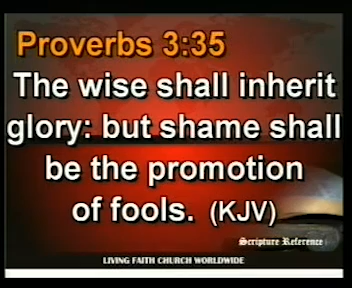 Proverbs 3:35
The wise shall inherit
glory: but shame shall
be the promotion
of fools. (KJV)
Scripture Reference
LIVING FAITH CHURCH WORLDWIDE